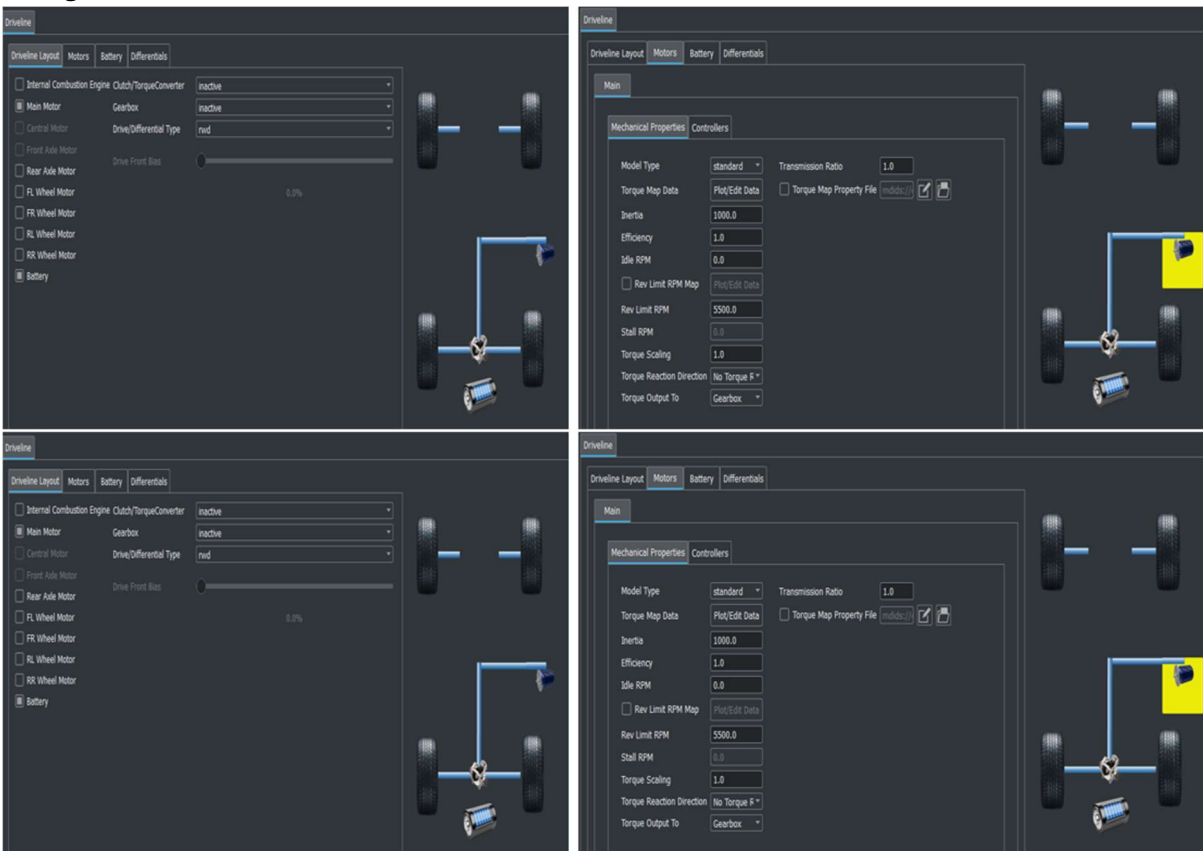 Driveline
Driveline Layout Motors Battery Differentials
Internal Combustion Engine Clutch/TorqueConverter inactive
Main Motor Gearbox inactive
Central Motor Drive/Differential Type rwd
Front Axle Motor
Drive Front Bias
Rear Axle Motor
FL Wheel Motor 0.0%
FR Wheel Motor
RL Wheel Motor
RR Wheel Motor
Battery
Driveline
Driveline Layout Motors Battery Differentials
Main
Mechanical Properties Controllers
Model Type standard Transmission Ratio 1.0
Torque Map Data Plot/Edit Data Torque Map Property File mdids://
Inertia 1000.0
Efficiency 1.0
Idle RPM 0.0
Rev Limit RPM Map Plot/Edit Data
Rev Limit RPM 5500.0
Stall RPM 0.0
Torque Scaling 1.0
Torque Reaction Direction No Torque R
Torque Output To Gearbox
Driveline
Driveline Layout Motors Battery Differentials
Internal Combustion Engine Clutch/TorqueConverter inactive
Main Motor Gearbox inactive
Central Motor Drive/Differential Type rwd
Front Axle Motor
Drive Front Bias
Rear Axle Motor
FL Wheel Motor 0.0%
FR Wheel Motor
RL Wheel Motor
RR Wheel Motor
Battery
Driveline
Driveline Layout Motors Battery Differentials
Main
Mechanical Properties Controllers
Model Type standard Transmission Ratio 1.0
Torque Map Data Plot/Edit Data Torque Map Property File mdids://
Inertia 1000.0
Efficiency 1.0
Idle RPM 0.0
Rev Limit RPM Map Plot/Edit Data
Rev Limit RPM 5500.0
Stall RPM 0.0
Torque Scaling 1.0
Torque Reaction Direction No Torque R
Torque Output To Gearbox